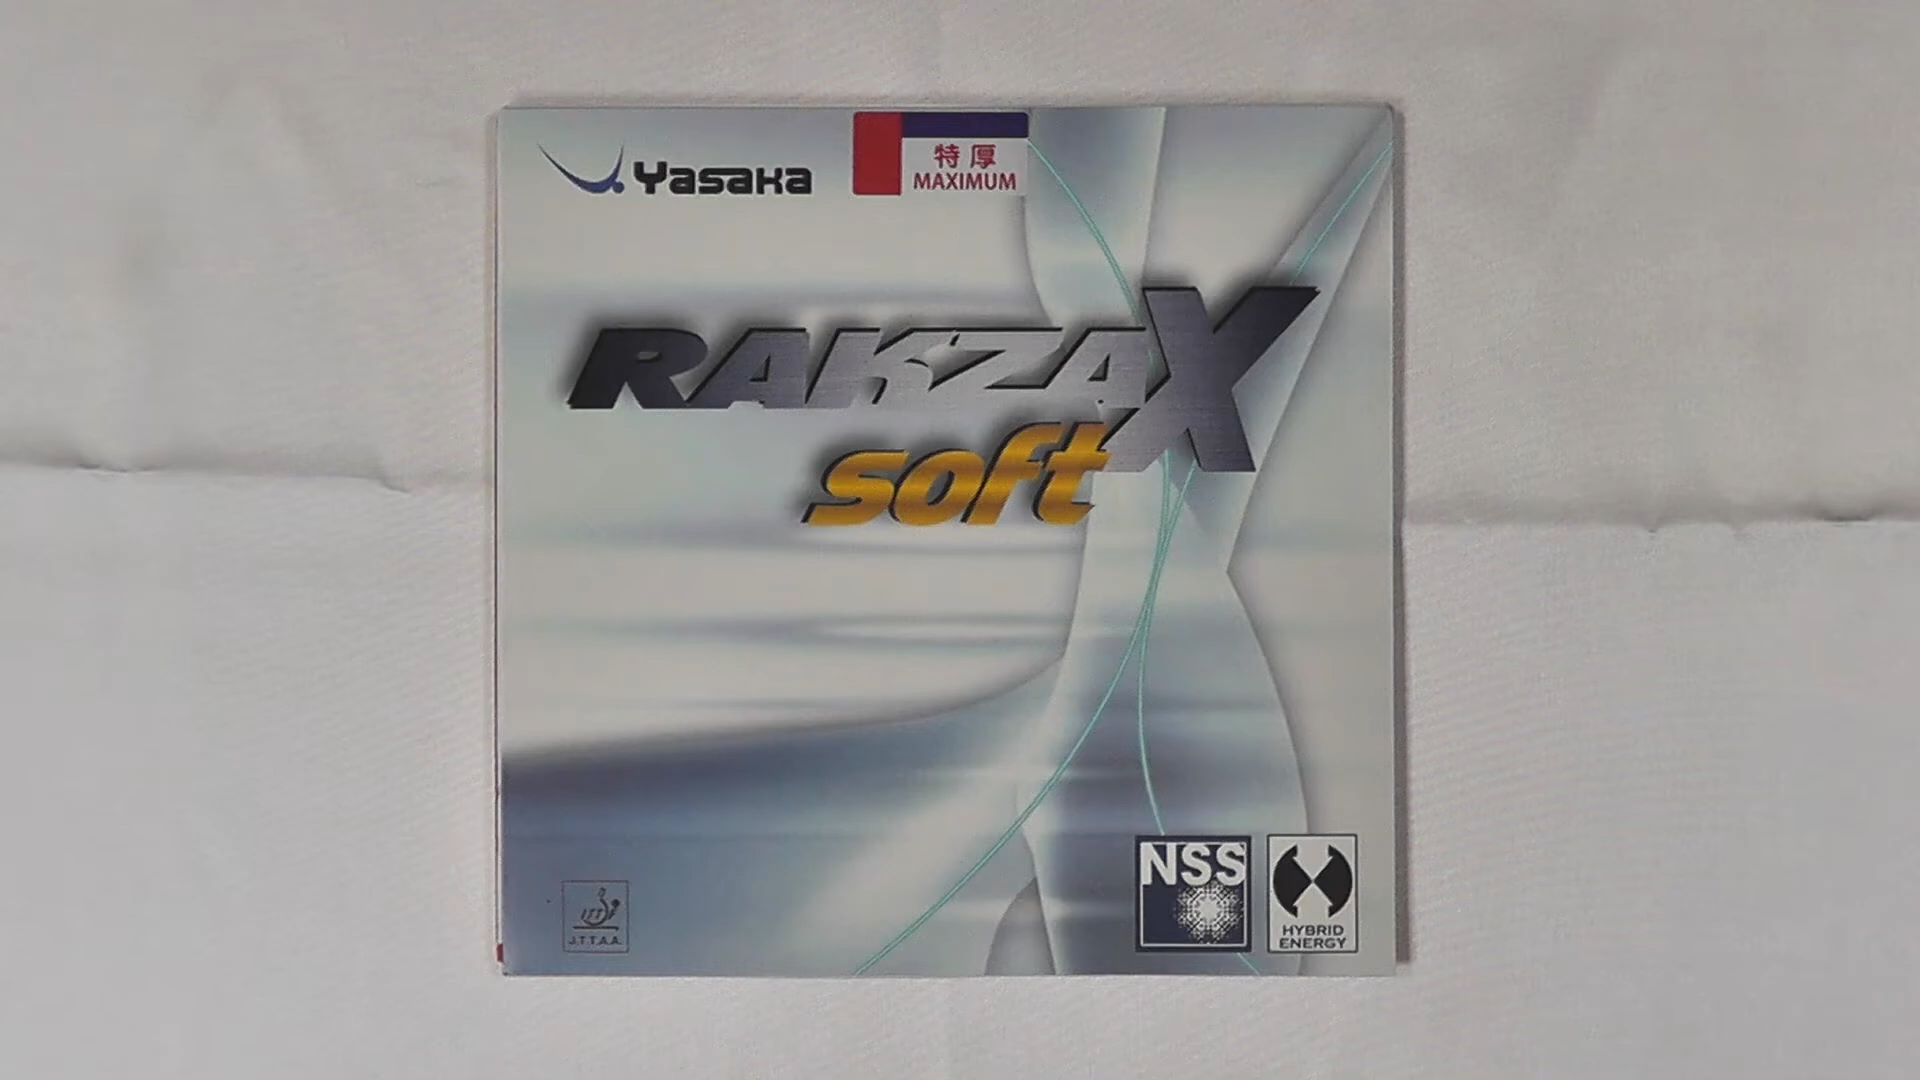 Yasaka
特厚
MAXIMUM
RAKZA X
soft
NSS
HYBRID
ENERGY
J.T.T.A.A.